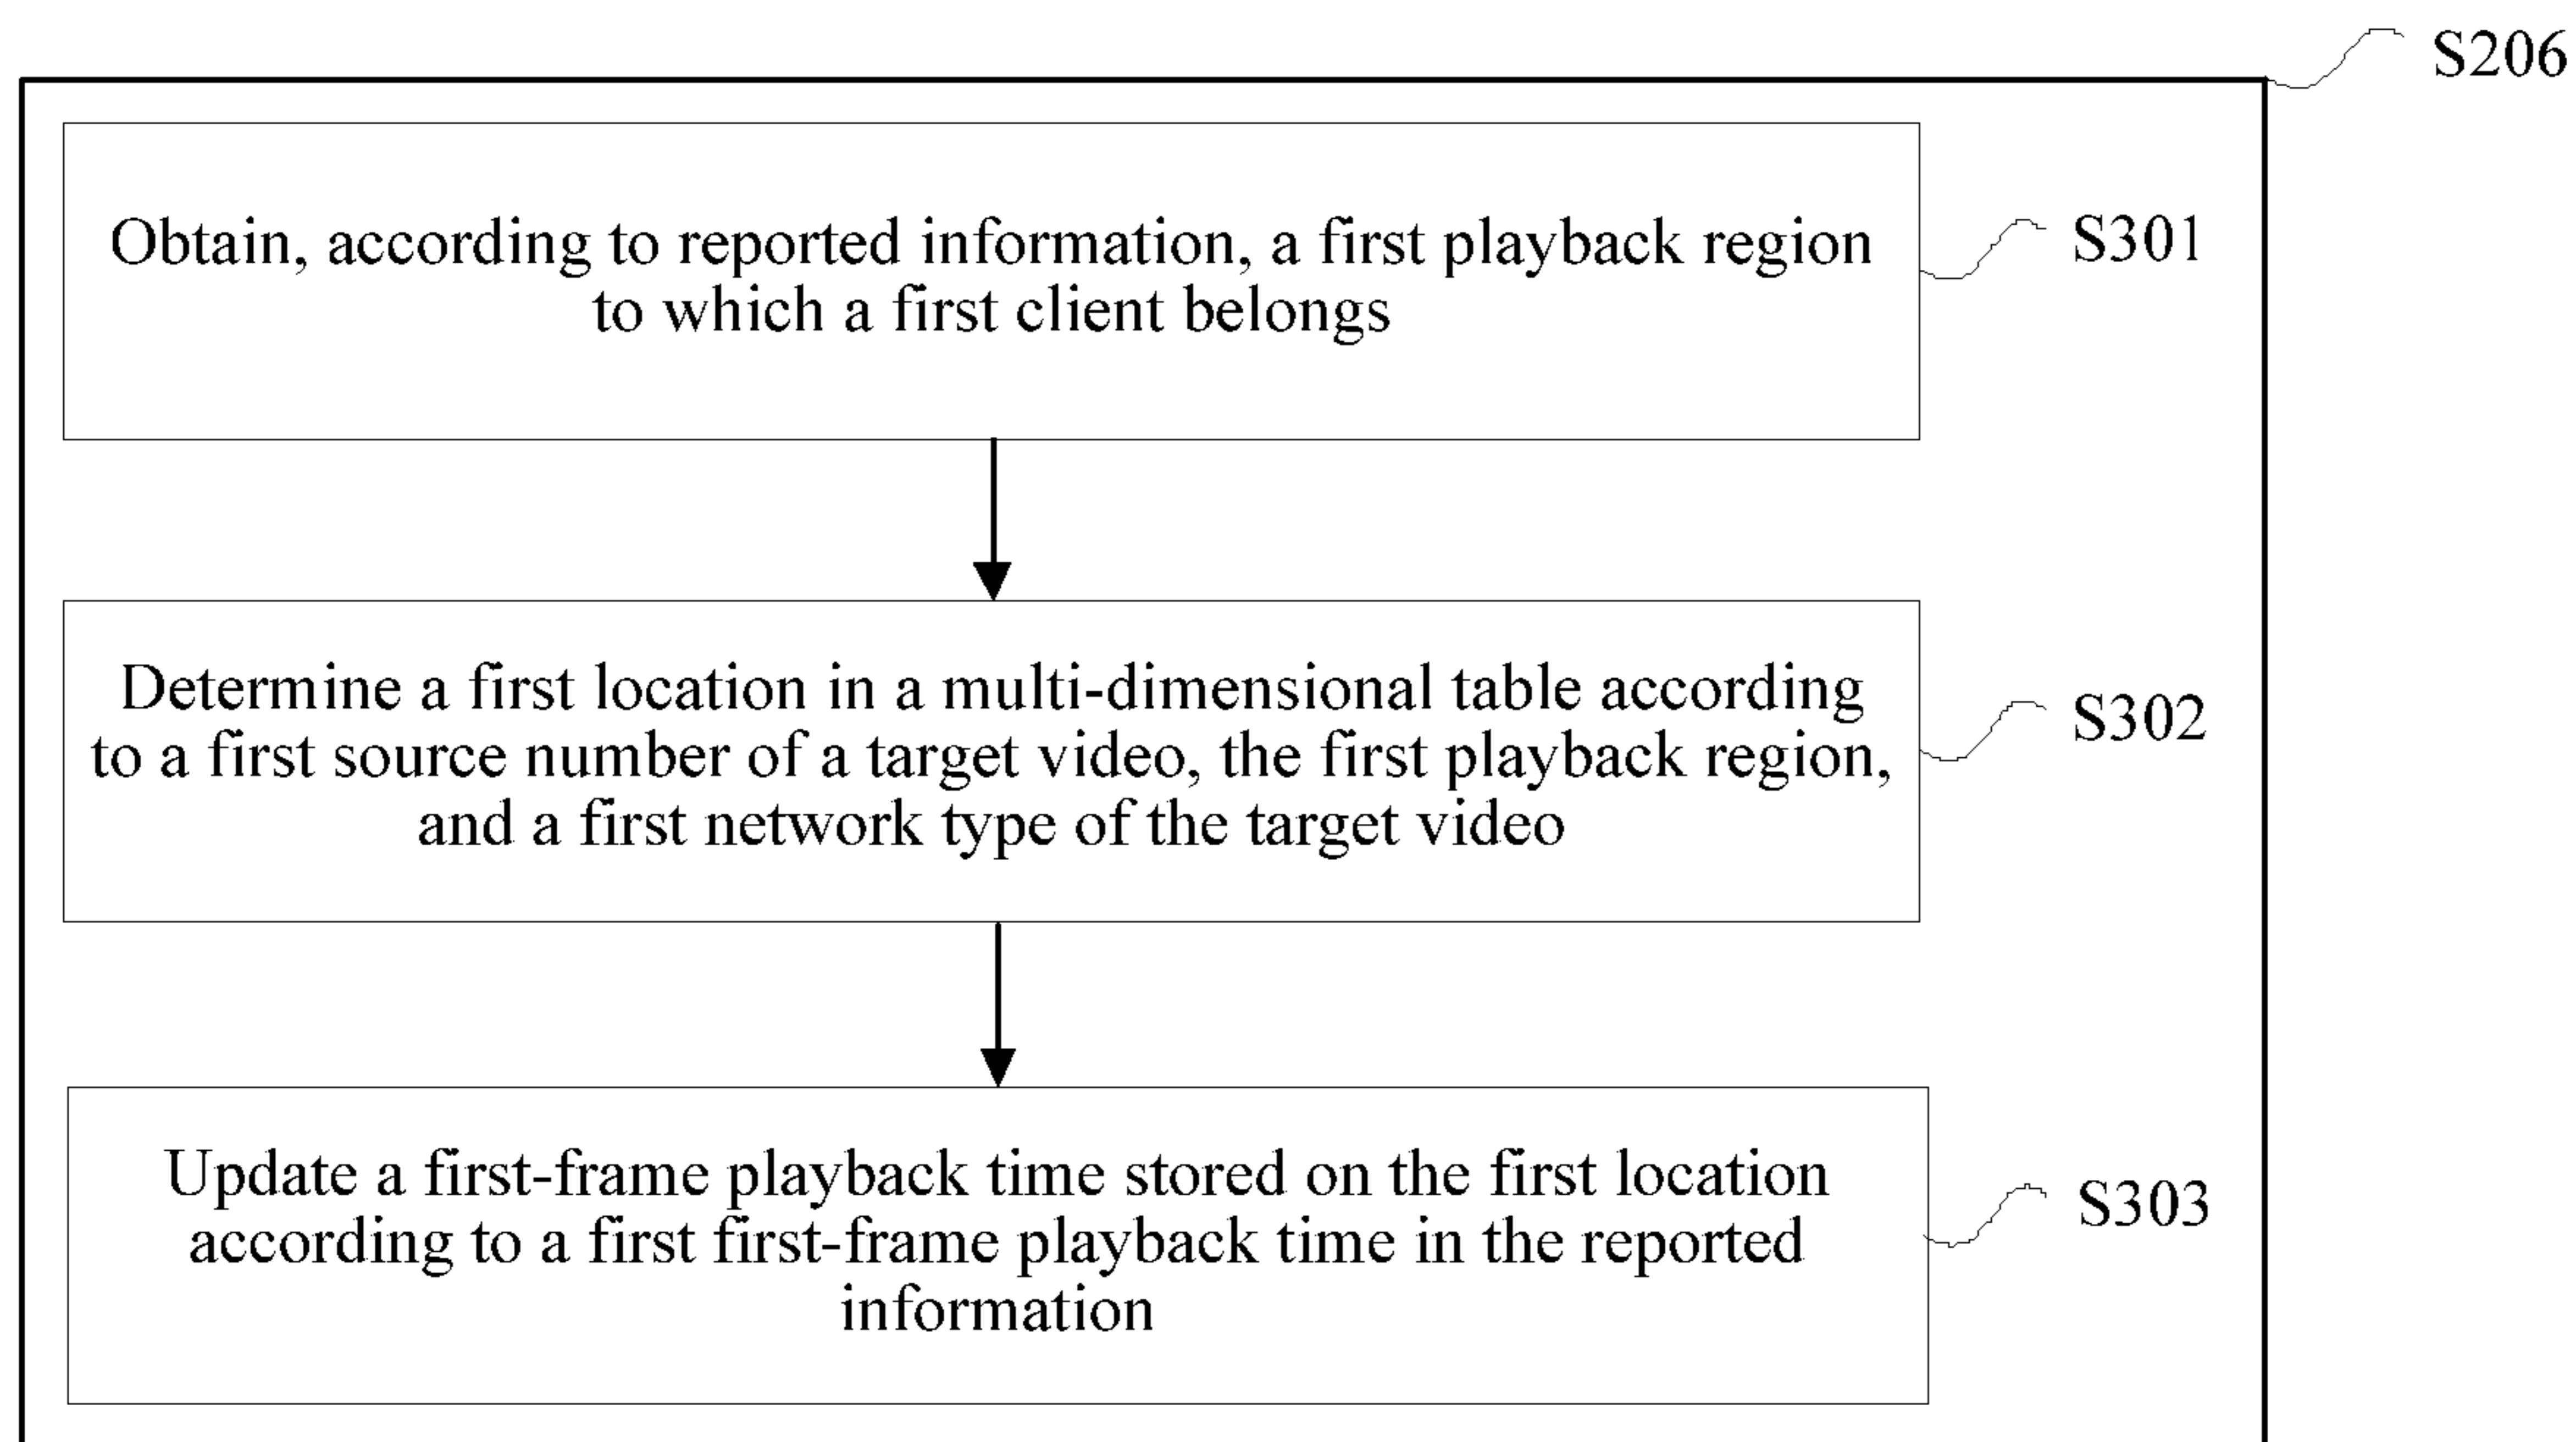 S206
Obtain, according to reported information, a first playback region
to which a first client belongs
S301
Determine a first location in a multi-dimensional table according
to a first source number of a target video, the first playback region,
and a first network type of the target video
S302
Update a first-frame playback time stored on the first location
according to a first first-frame playback time in the reported
information
S303